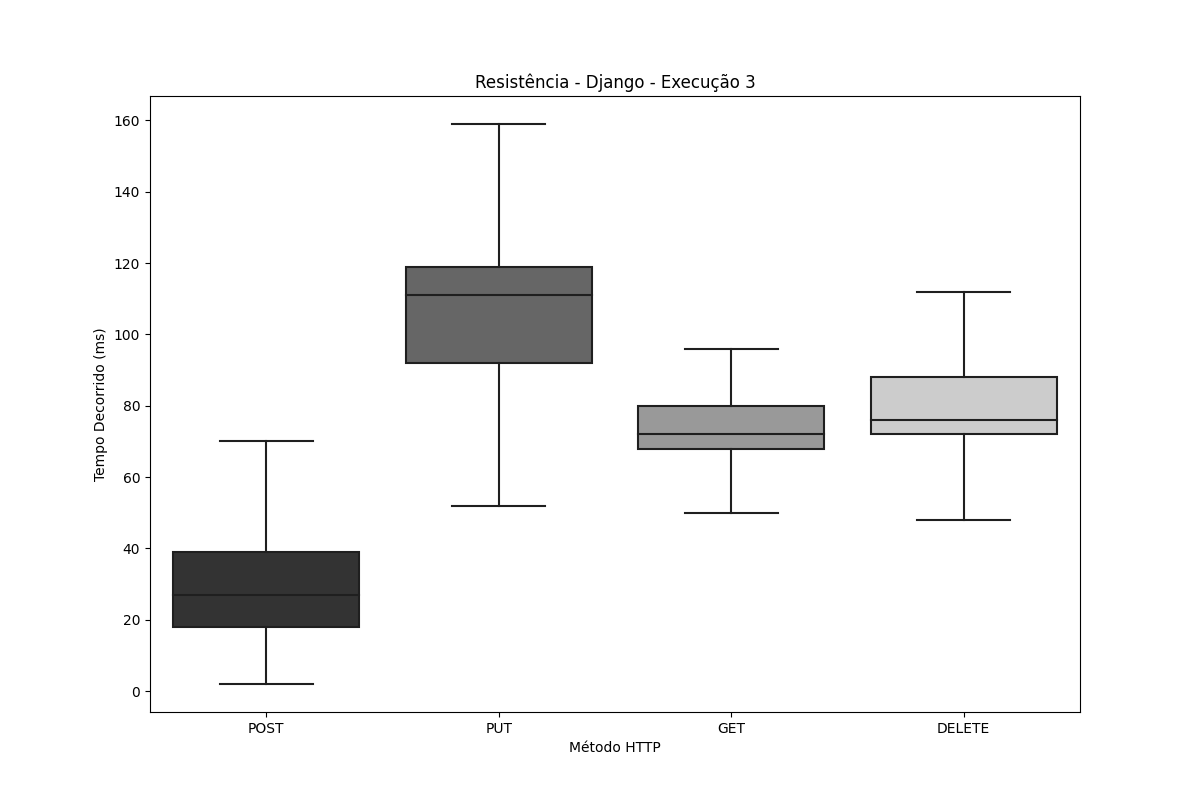 Resistência - Django - Execução 3
Tempo Decorrido (ms)
160
140
120
100
80
60
40
20
0
POST PUT GET DELETE
Método HTTP